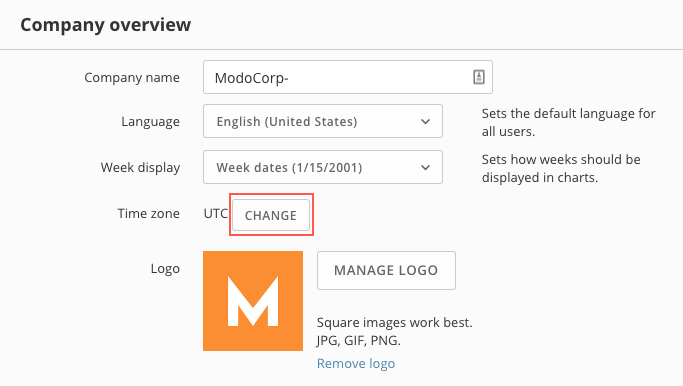 Company overview
Company name
ModoCorp-
Language
English (United States)
Sets the default language for
all users.
Week display
Week dates (1/15/2001)
Sets how weeks should be
displayed in charts.
Time zone
UTC
CHANGE
Logo
M
MANAGE LOGO
Square images work best.
JPG, GIF, PNG.
Remove logo